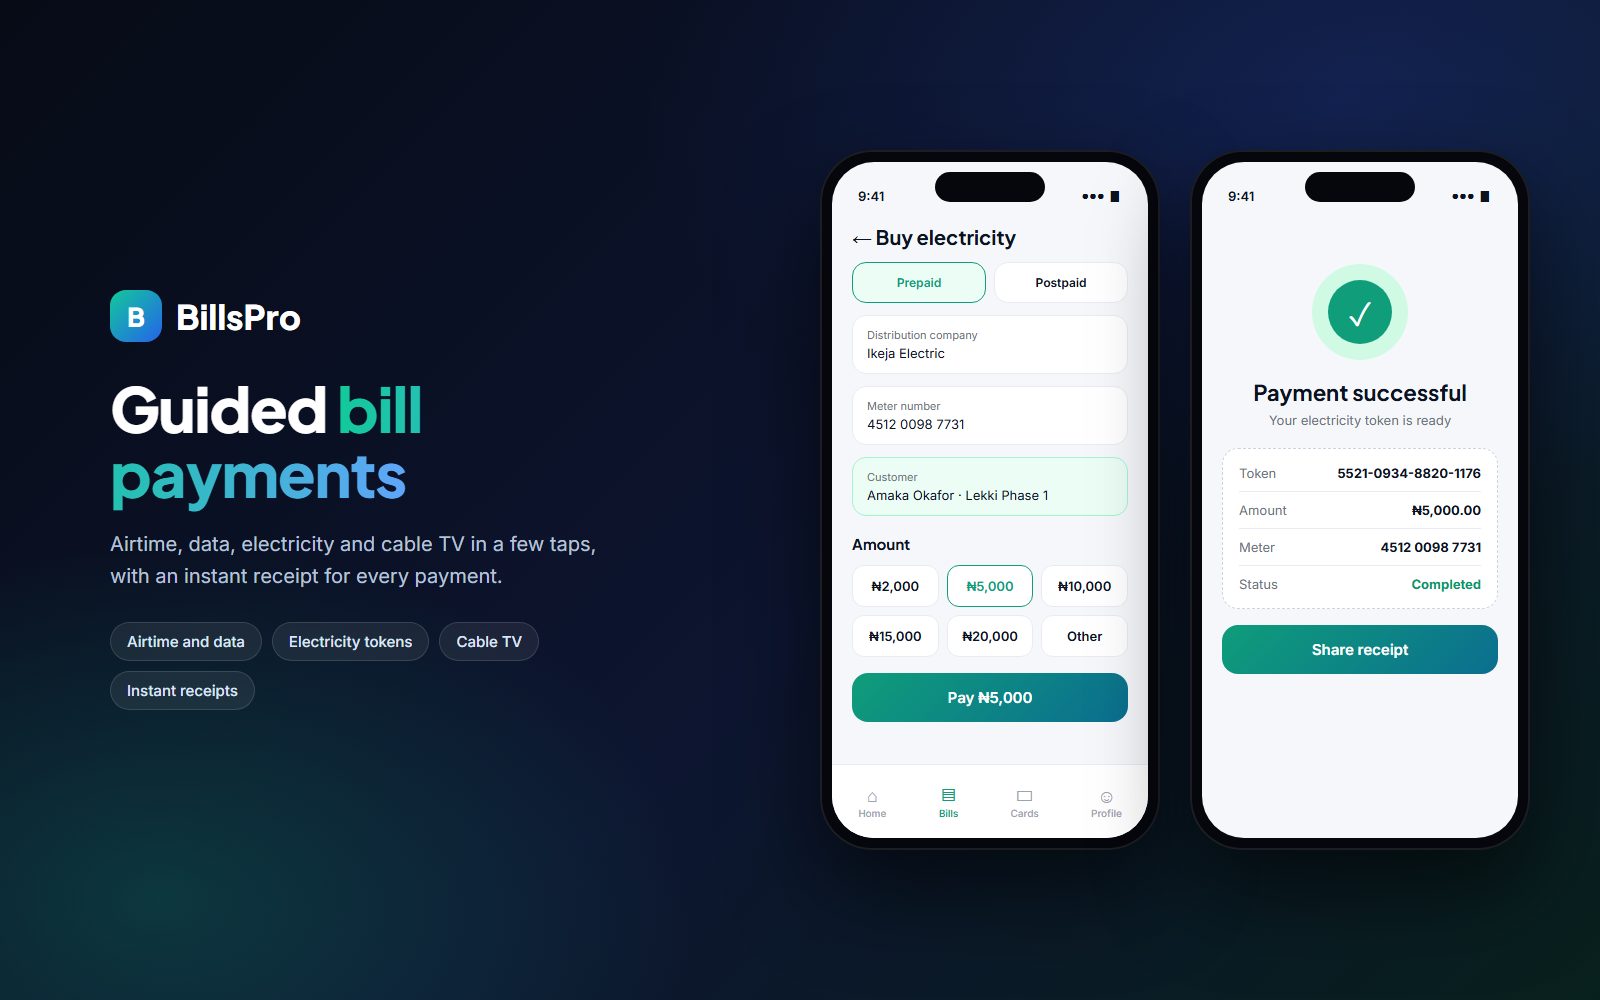 B BillsPro
Guided bill
payments
Airtime, data, electricity and cable TV in a few taps,
with an instant receipt for every payment.
Airtime and data
Electricity tokens
Cable TV
Instant receipts
9:41
← Buy electricity
Prepaid
Postpaid
Distribution company
Ikeja Electric
Meter number
4512 0098 7731
Customer
Amaka Okafor · Lekki Phase 1
Amount
₦2,000
₦5,000
₦10,000
₦15,000
₦20,000
Other
Pay ₦5,000
Home
Bills
Cards
Profile
9:41
Payment successful
Your electricity token is ready
Token 5521-0934-8820-1176
Amount ₦5,000.00
Meter 4512 0098 7731
Status Completed
Share receipt